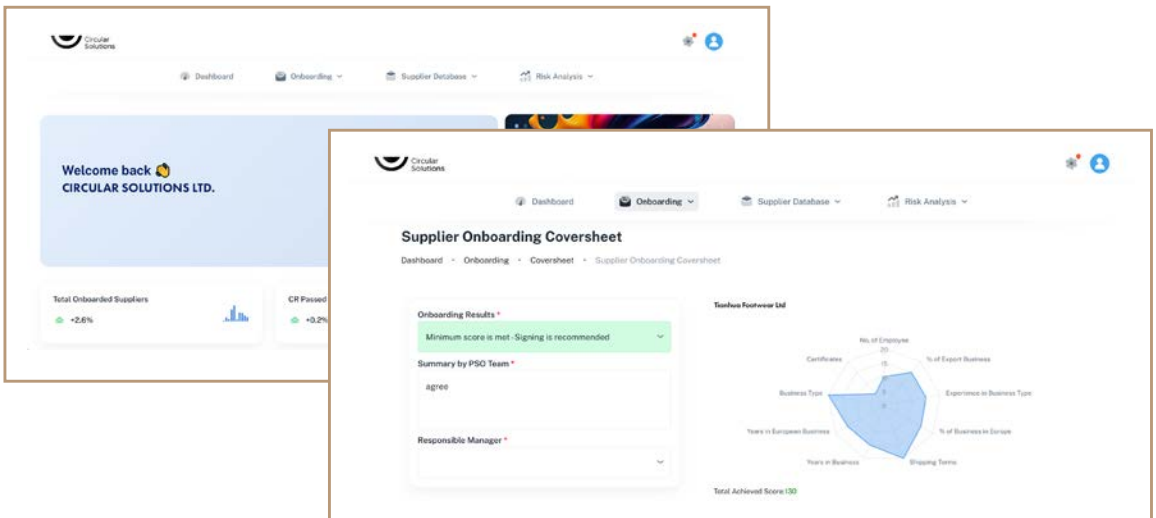 Circular
Solutions
Dashboard Onboarding Supplier Database Risk Analysis
Welcome back
CIRCULAR SOLUTIONS LTD.
Total Onboarded Suppliers
+2.6%
CR Passed
+0.2%
Circular
Solutions
Dashboard Onboarding Supplier Database Risk Analysis
Supplier Onboarding Coversheet
Dashboard - Onboarding - Coversheet - Supplier Onboarding Coversheet
Onboarding Results *
Minimum score is met - Signing is recommended
Summary by PSO Team *
agree
Responsible Manager *
Tianhua Footwear Ltd
No. of Employee
20
15
10
5
0
Certificates
% of Export Business
Business Type
Experience in Business Type
Years in European Business
% of Business in Europe
Years in Business
Shipping Terms
Total Achieved Score:130